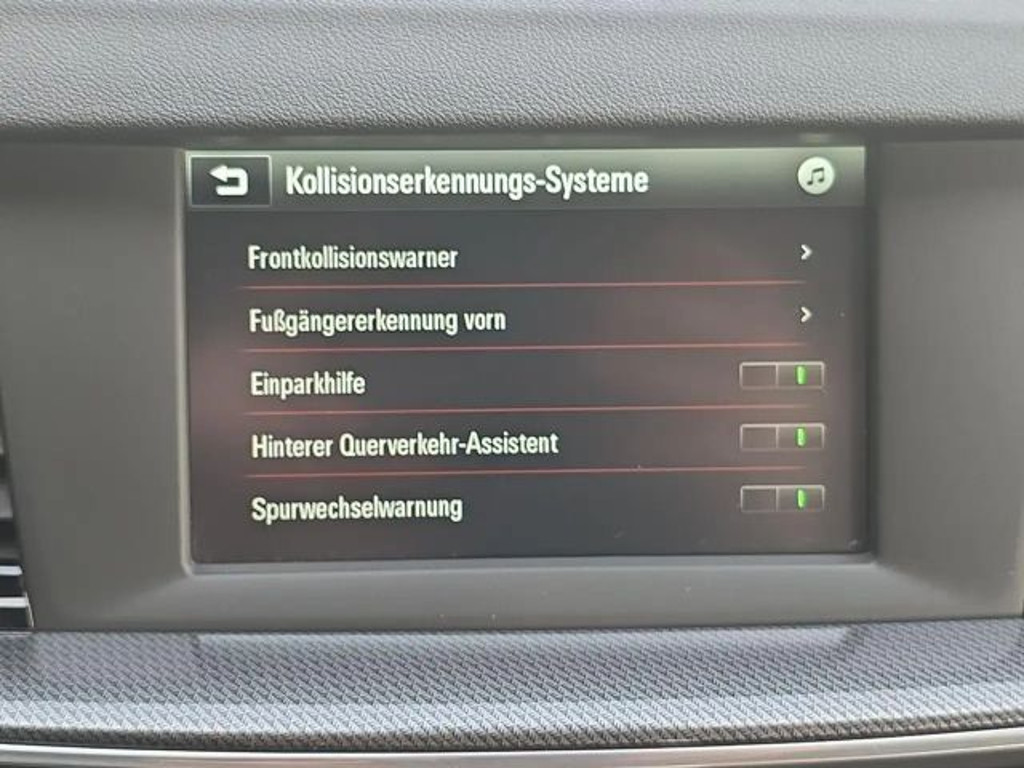 Kollisionserkennungs-Systeme
Frontkollisionswarner
Fußgängererkennung vorn
Einparkhilfe
Hinterer Querverkehr-Assistent
Spurwechselwarnung